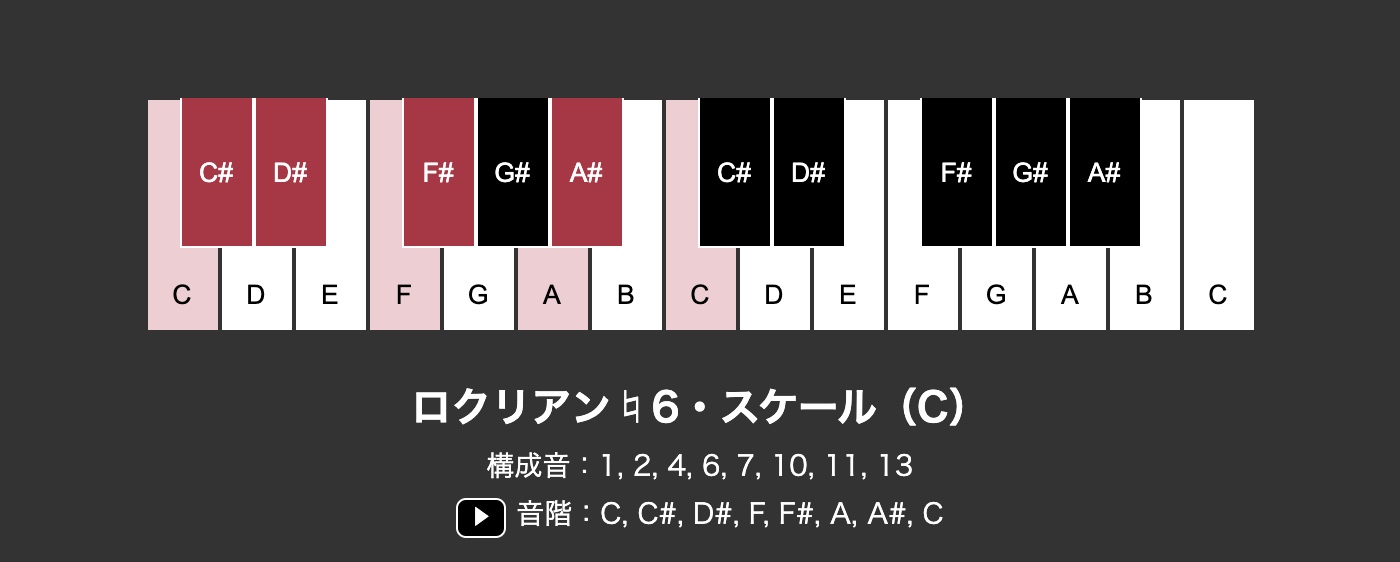 C# D# F# G# A# C# D# F# G# A#
C D E F G A B C D E F G A B C
ロクリアン♮6・スケール（C）
構成音：1, 2, 4, 6, 7, 10, 11, 13
音階：C, C#, D#, F, F#, A, A#, C